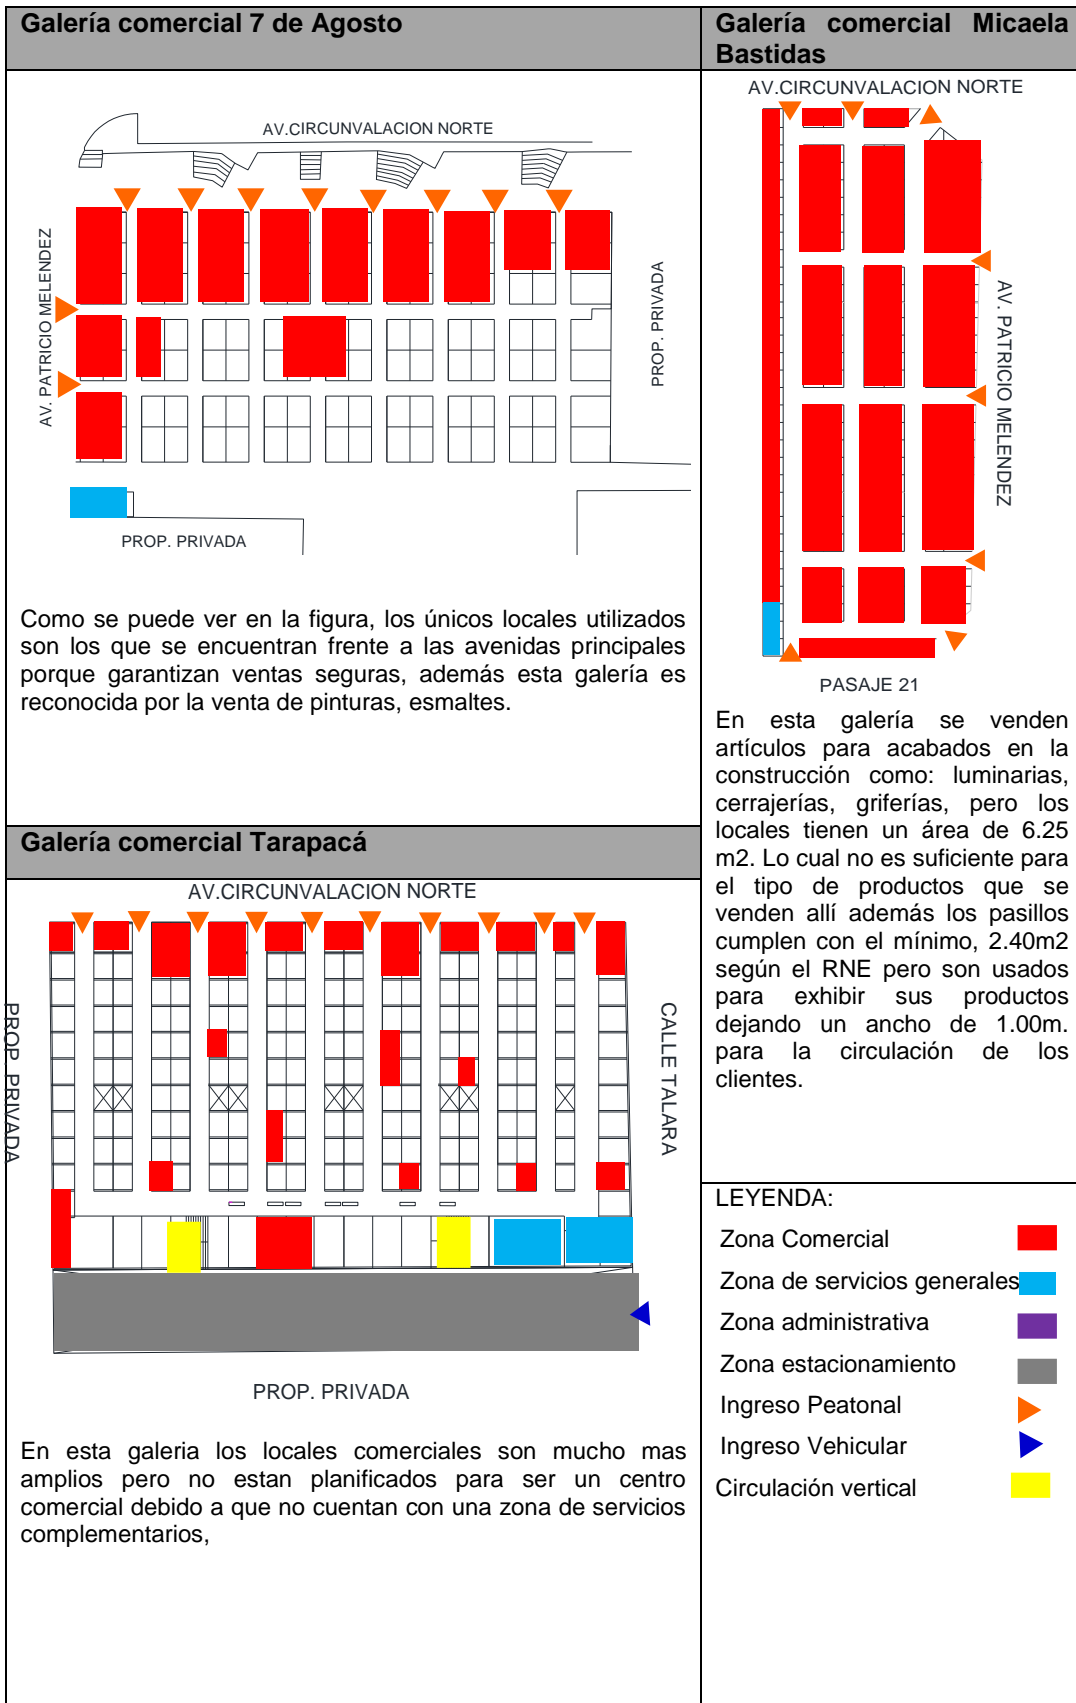 Galería comercial 7 de Agosto
AV.CIRCUNVALACION NORTE
AV. PATRICIO MELENDEZ
PROP. PRIVADA
PROP. PRIVADA
Como se puede ver en la figura, los únicos locales utilizados
son los que se encuentran frente a las avenidas principales
porque garantizan ventas seguras, además esta galería es
reconocida por la venta de pinturas, esmaltes.
Galería comercial Micaela
Bastidas
AV.CIRCUNVALACION NORTE
AV. PATRICIO MELENDEZ
PASAJE 21
En esta galería se venden
artículos para acabados en la
construcción como: luminarias,
cerrajerías, griferías, pero los
locales tienen un área de 6.25
m2. Lo cual no es suficiente para
el tipo de productos que se
venden allí además los pasillos
cumplen con el mínimo, 2.40m2
según el RNE pero son usados
para exhibir sus productos
dejando un ancho de 1.00m.
para la circulación de los
clientes.
Galería comercial Tarapacá
AV.CIRCUNVALACION NORTE
PROP. PRIVADA
CALLE TALARA
PROP. PRIVADA
En esta galeria los locales comerciales son mucho mas
amplios pero no estan planificados para ser un centro
comercial debido a que no cuentan con una zona de servicios
complementarios,
LEYENDA:
Zona Comercial
Zona de servicios generales
Zona administrativa
Zona estacionamiento
Ingreso Peatonal
Ingreso Vehicular
Circulación vertical